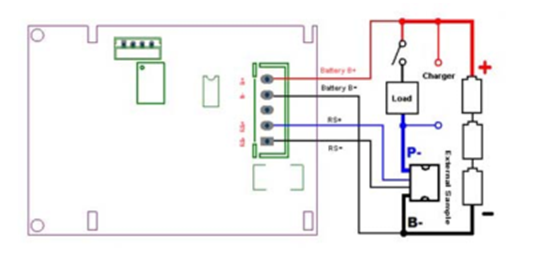 Battery B+
Battery B-
RS+
RS-
Charger
Load
P-
B-
External Sample
+
-